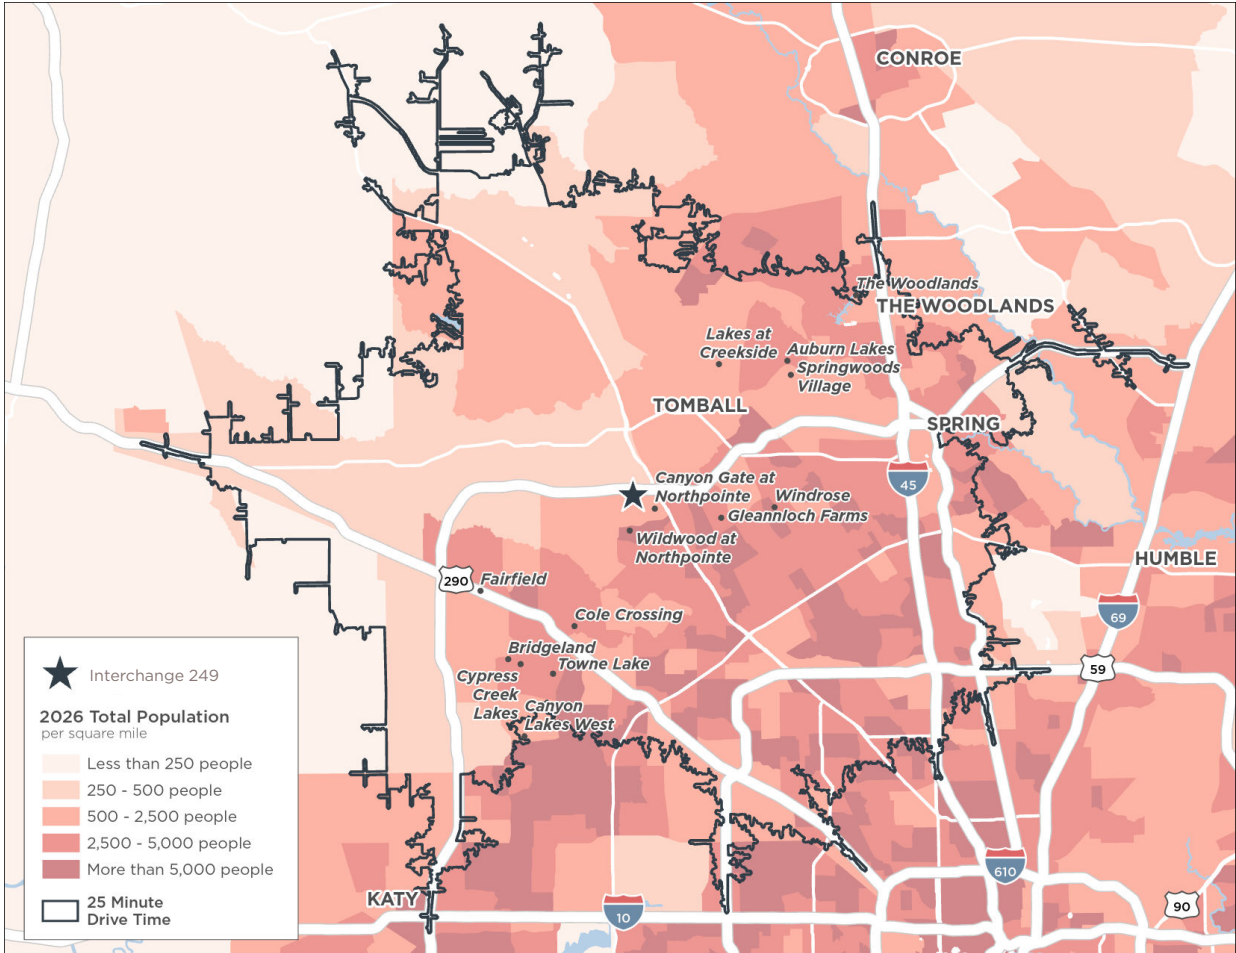 CONROE
The Woodlands
THE WOODLANDS
Lakes at
Creekside
Auburn Lakes
Springwoods
Village
TOMBALL
SPRING
45
Canyon Gate at
Northpointe
Windrose
Gleannloch Farms
Wildwood at
Northpointe
HUMBLE
290
Fairfield
69
Cole Crossing
Bridgeland
Towne Lake
59
Cypress
Creek
Lakes
Canyon
Lakes West
610
KATY
10
90
Interchange 249
2026 Total Population
per square mile
Less than 250 people
250 - 500 people
500 - 2,500 people
2,500 - 5,000 people
More than 5,000 people
25 Minute
Drive Time